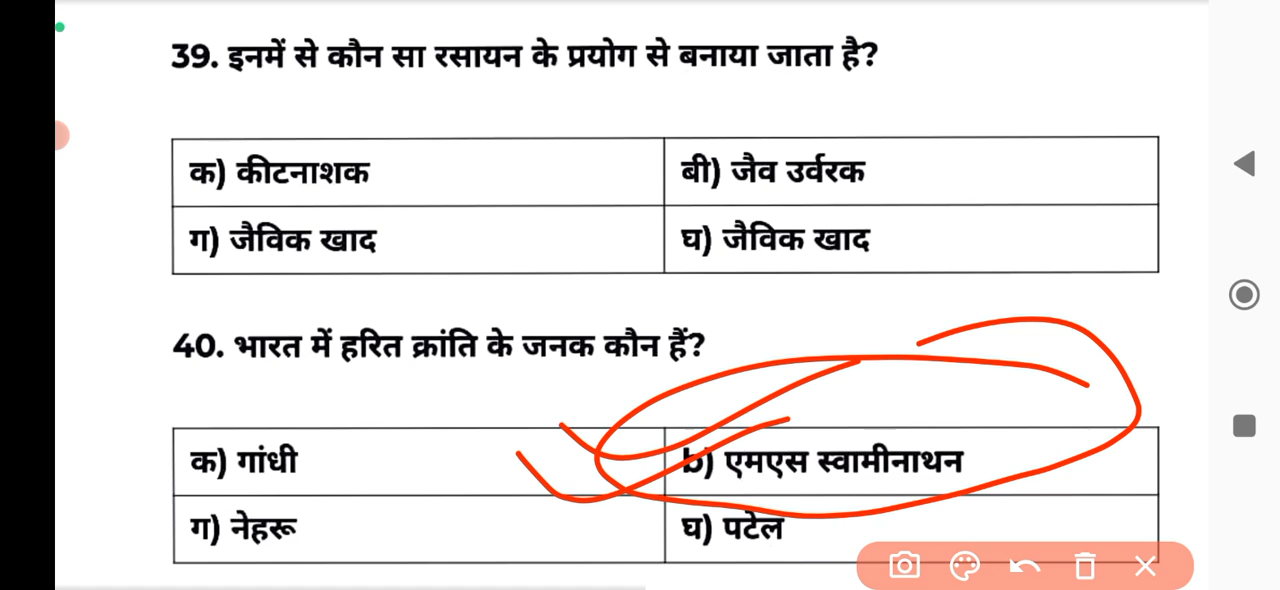 39. इनमें से कौन सा रसायन के प्रयोग से बनाया जाता है?
क) कीटनाशक
बी) जैव उर्वरक
ग) जैविक खाद
घ) जैविक खाद
40. भारत में हरित क्रांति के जनक कौन हैं?
क) गांधी
b) एमएस स्वामीनाथन
ग) नेहरू
घ) पटेल